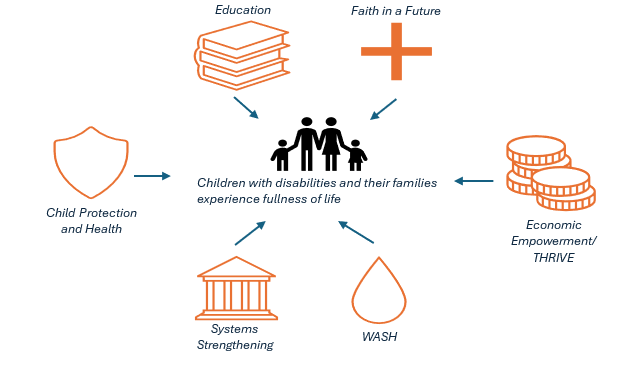 Education
Faith in a Future
Children with disabilities and their families
experience fullness of life
Child Protection
and Health
Economic
Empowerment/
THRIVE
Systems
Strengthening
WASH